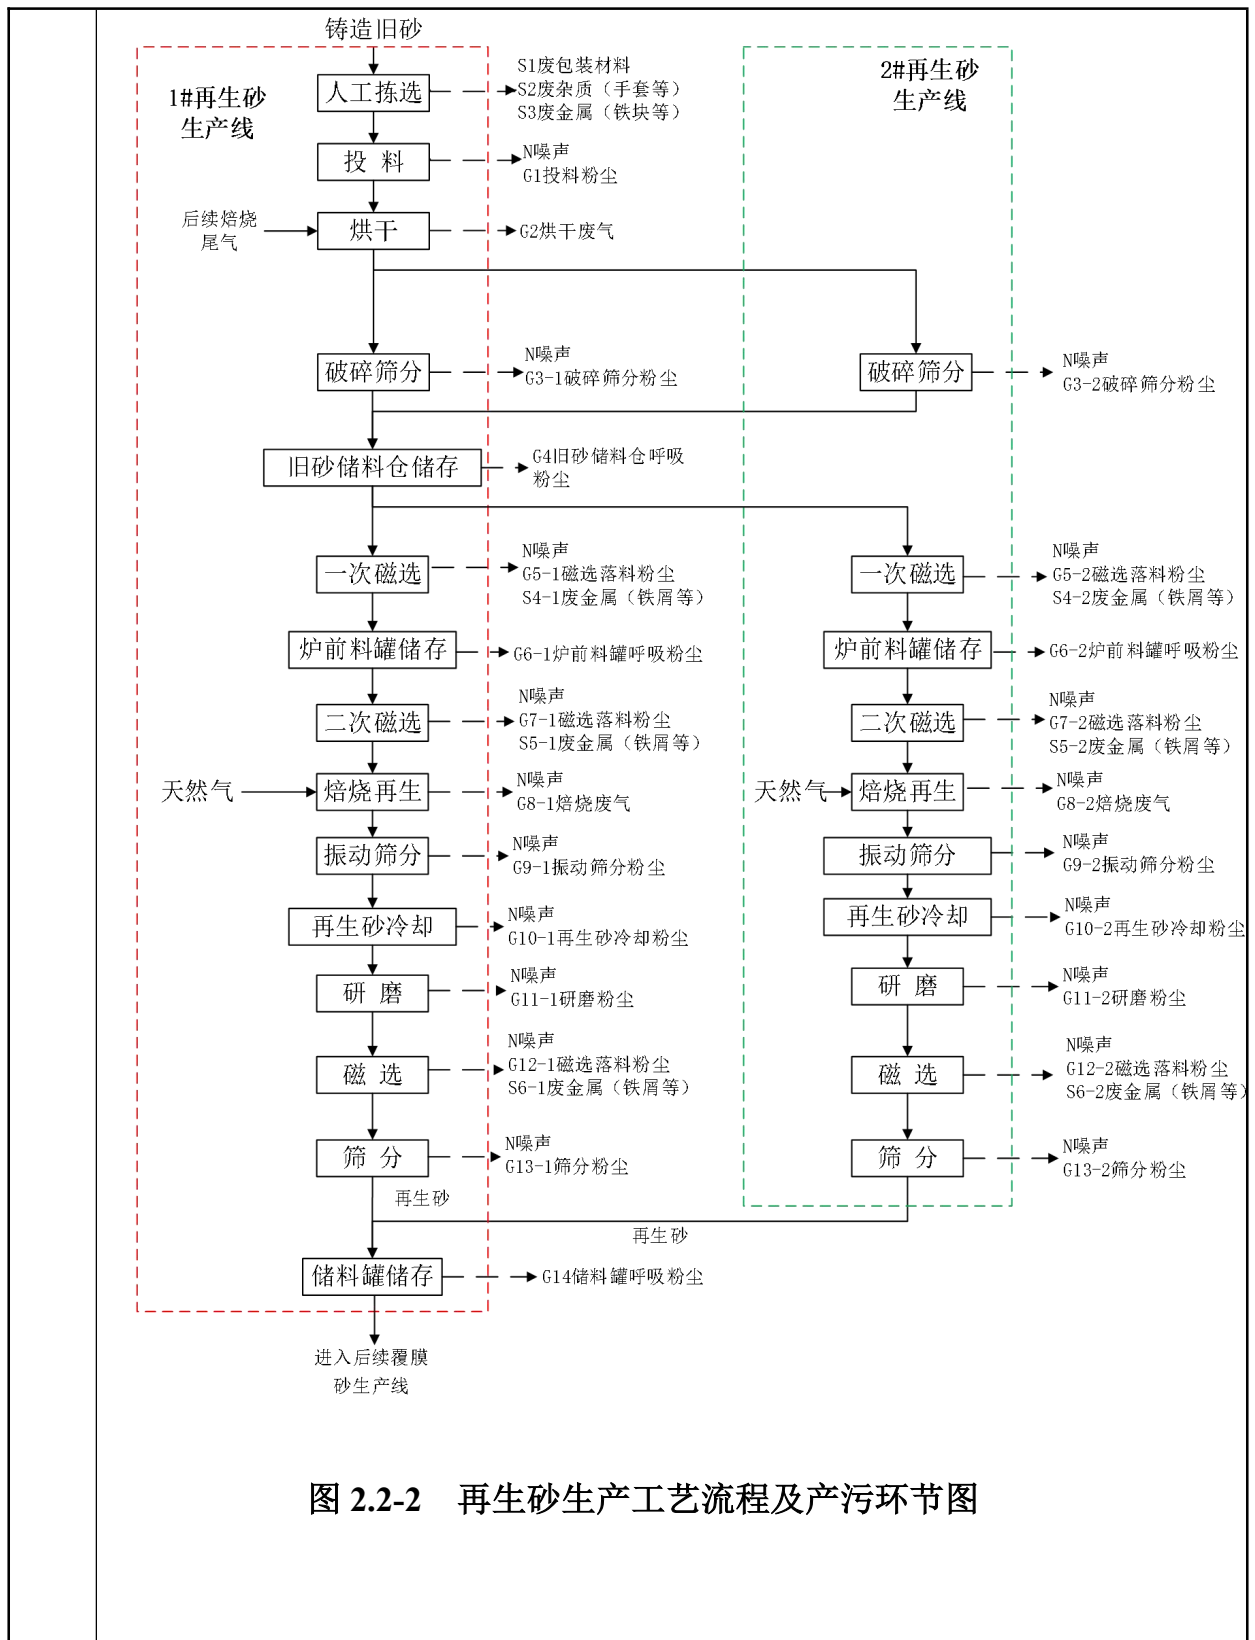 铸造旧砂
1#再生砂
生产线
2#再生砂
生产线
人工拣选
S1废包装材料
S2废杂质（手套等）
S3废金属（铁块等）
投 料
N噪声
G1投料粉尘
后续焙烧
尾气
烘干
G2烘干废气
破碎筛分
N噪声
G3-1破碎筛分粉尘
破碎筛分
N噪声
G3-2破碎筛分粉尘
旧砂储料仓储存
G4旧砂储料仓呼吸
粉尘
一次磁选
N噪声
G5-1磁选落料粉尘
S4-1废金属（铁屑等）
一次磁选
N噪声
G5-2磁选落料粉尘
S4-2废金属（铁屑等）
炉前料罐储存
G6-1炉前料罐呼吸粉尘
炉前料罐储存
G6-2炉前料罐呼吸粉尘
二次磁选
N噪声
G7-1磁选落料粉尘
S5-1废金属（铁屑等）
二次磁选
N噪声
G7-2磁选落料粉尘
S5-2废金属（铁屑等）
天然气
焙烧再生
N噪声
G8-1焙烧废气
天然气
焙烧再生
N噪声
G8-2焙烧废气
振动筛分
N噪声
G9-1振动筛分粉尘
振动筛分
N噪声
G9-2振动筛分粉尘
再生砂冷却
N噪声
G10-1再生砂冷却粉尘
再生砂冷却
N噪声
G10-2再生砂冷却粉尘
研 磨
N噪声
G11-1研磨粉尘
研 磨
N噪声
G11-2研磨粉尘
磁 选
N噪声
G12-1磁选落料粉尘
S6-1废金属（铁屑等）
磁 选
N噪声
G12-2磁选落料粉尘
S6-2废金属（铁屑等）
筛 分
N噪声
G13-1筛分粉尘
筛 分
N噪声
G13-2筛分粉尘
再生砂
再生砂
储料罐储存
G14储料罐呼吸粉尘
进入后续覆膜
砂生产线
图 2.2-2 再生砂生产工艺流程及产污环节图